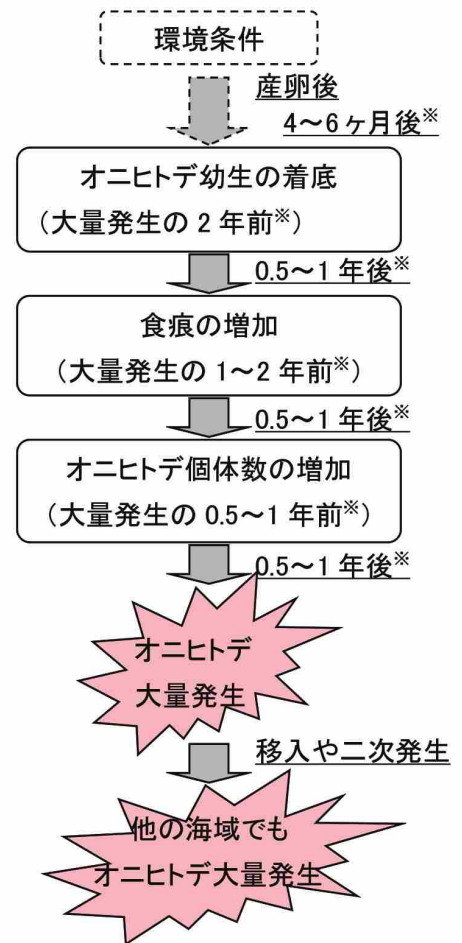 環境条件
産卵後
4～6ヶ月後※
オニヒトデ幼生の着底
（大量発生の2年前※）
0.5～1年後※
食痕の増加
（大量発生の1～2年前※）
0.5～1年後※
オニヒトデ個体数の増加
（大量発生の0.5～1年前※）
0.5～1年後※
オニヒトデ
大量発生
移入や二次発生
他の海域でも
オニヒトデ大量発生